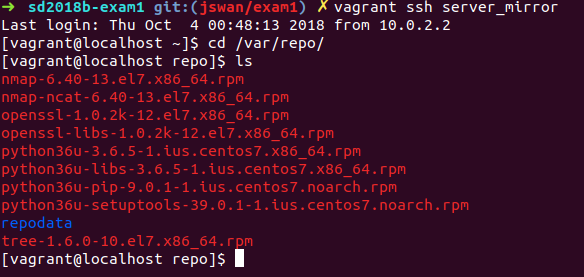 ➜  sd2018b-exam1 git:(jswan/exam1) ✗ vagrant ssh server_mirror
Last login: Thu Oct  4 00:48:13 2018 from 10.0.2.2
[vagrant@localhost ~]$ cd /var/repo/
[vagrant@localhost repo]$ ls
nmap-6.40-13.el7.x86_64.rpm
nmap-ncat-6.40-13.el7.x86_64.rpm
openssl-1.0.2k-12.el7.x86_64.rpm
openssl-libs-1.0.2k-12.el7.x86_64.rpm
python36u-3.6.5-1.ius.centos7.x86_64.rpm
python36u-libs-3.6.5-1.ius.centos7.x86_64.rpm
python36u-pip-9.0.1-1.ius.centos7.noarch.rpm
python36u-setuptools-39.0.1-1.ius.centos7.noarch.rpm
repodata
tree-1.6.0-10.el7.x86_64.rpm
[vagrant@localhost repo]$